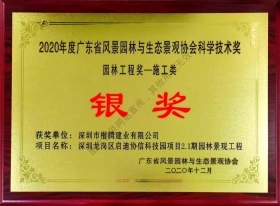 2020年度广东省风景园林与生态景观协会科学技术奖
园林工程奖—施工类
银奖
获奖单位：深圳市楷腾建业有限公司
项目：深圳龙岗区启迪协信科技园项目2.1期园林景观工程
广东省风景园林与生态景观协会
二〇二〇年十二月